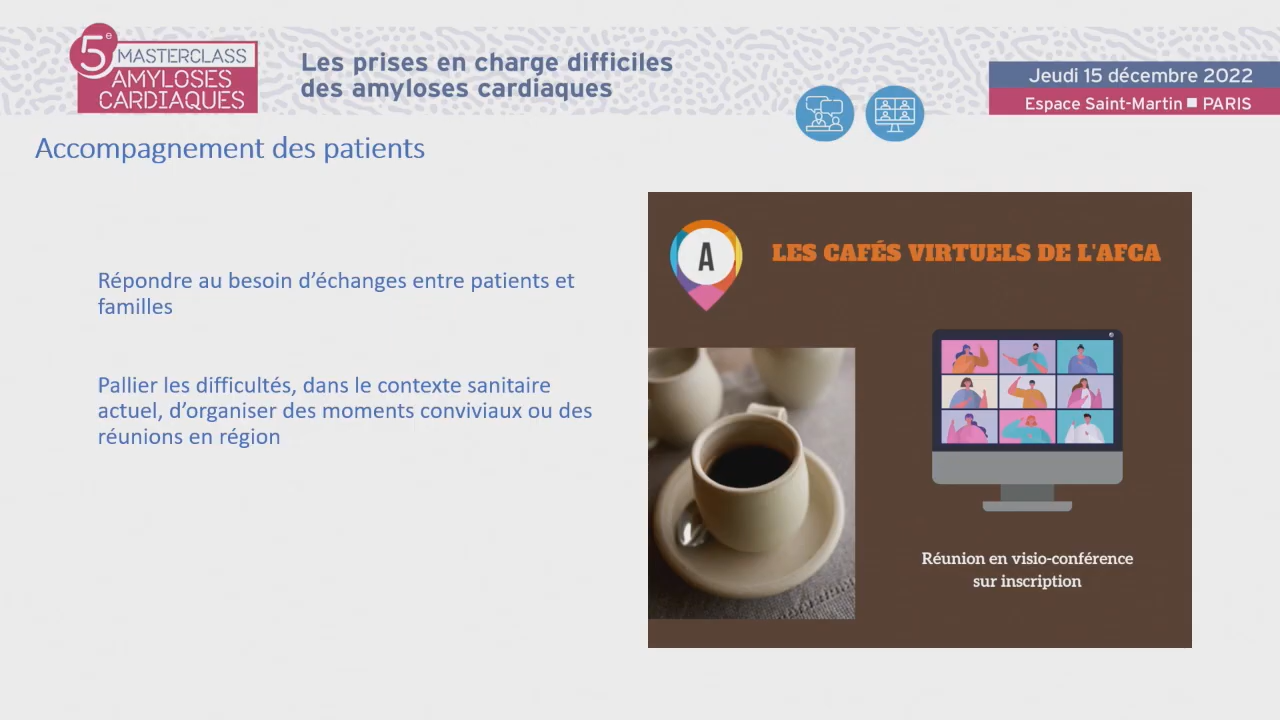 5e
MASTERCLASS
AMYLOSES
CARDIAQUES
Les prises en charge difficiles
des amyloses cardiaques
Jeudi 15 décembre 2022
Espace Saint-Martin ■ PARIS
Accompagnement des patients
Répondre au besoin d’échanges entre patients et
familles
Pallier les difficultés, dans le contexte sanitaire
actuel, d’organiser des moments conviviaux ou des
réunions en région
A
LES CAFÉS VIRTUELS DE L'AFCA
Réunion en visio-conférence
sur inscription